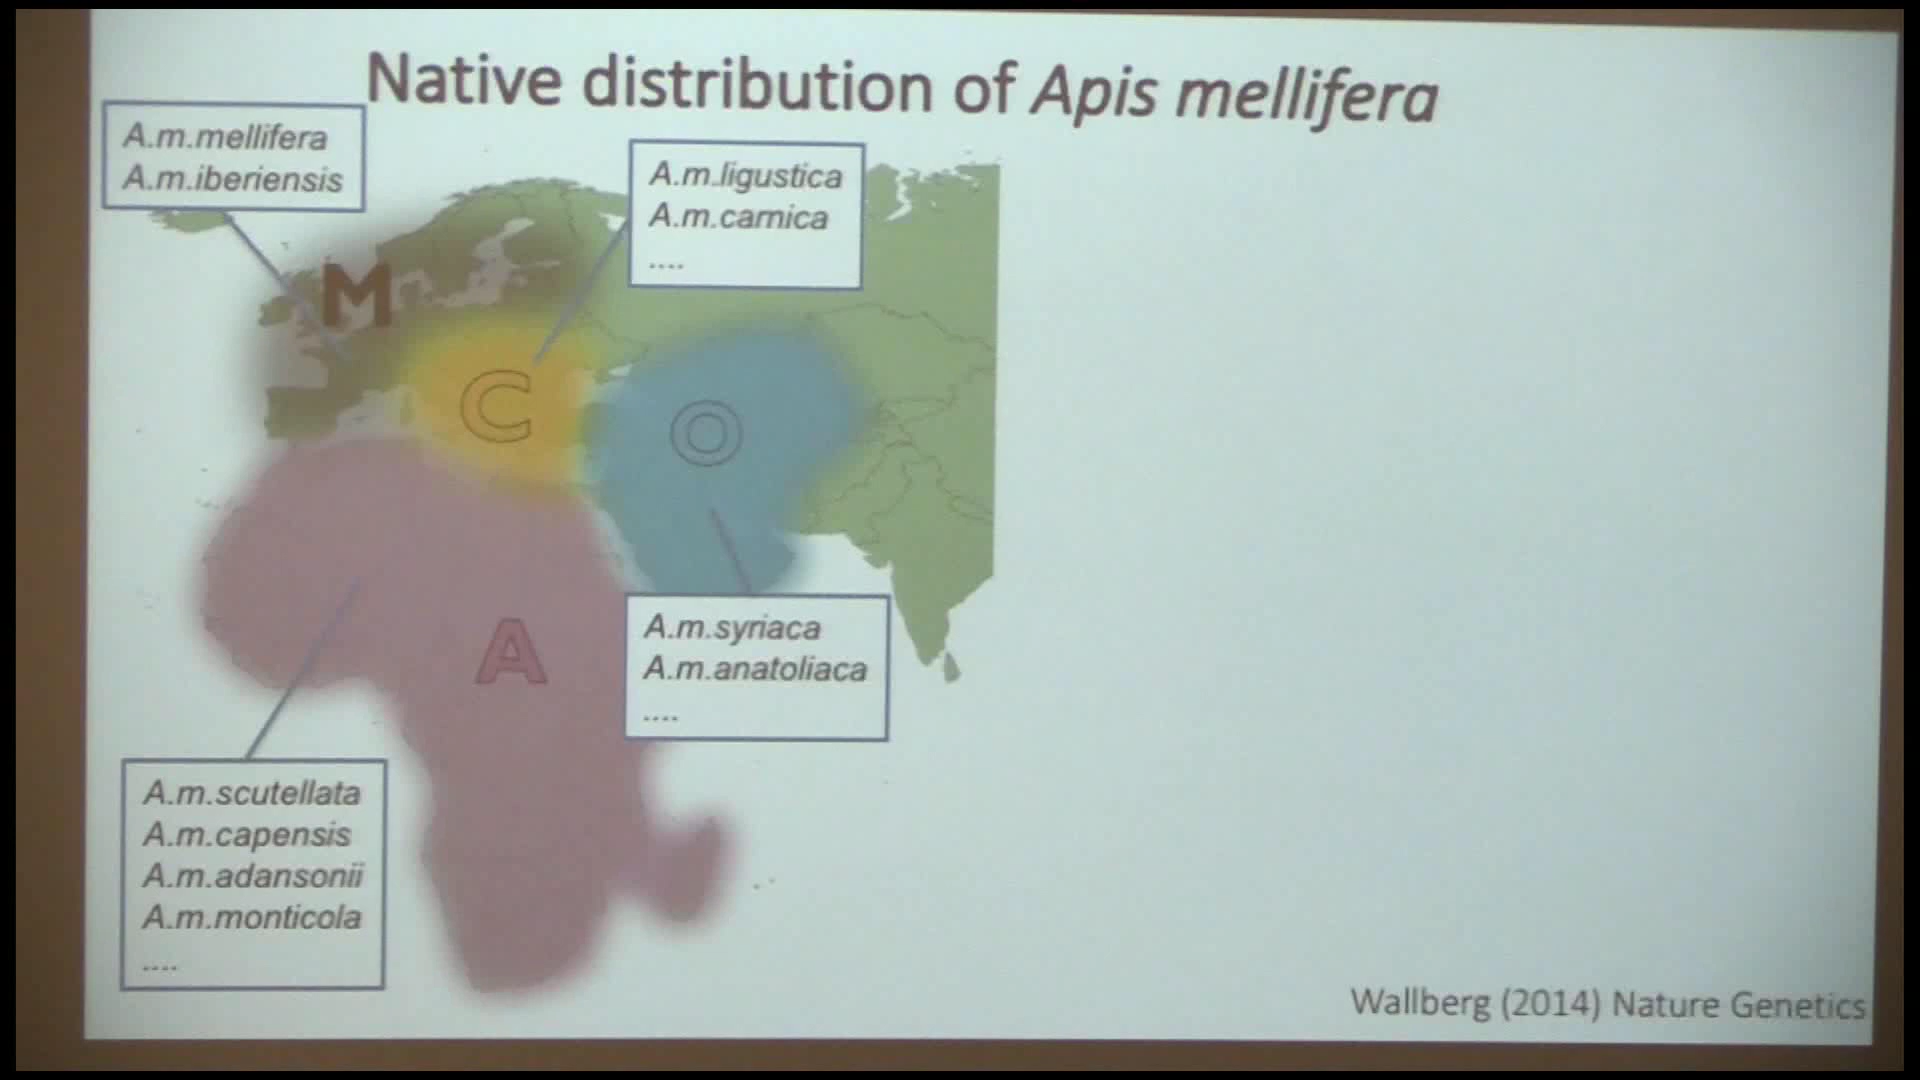 Native distribution of Apis mellifera
A.m.mellifera
A.m.iberiensis
A.m.ligustica
A.m.carnica
....
M
C
O
A
A.m.syriaca
A.m.anatoliaca
....
A.m.scutellata
A.m.capensis
A.m.adansonii
A.m.monticola
....
Wallberg (2014) Nature Genetics